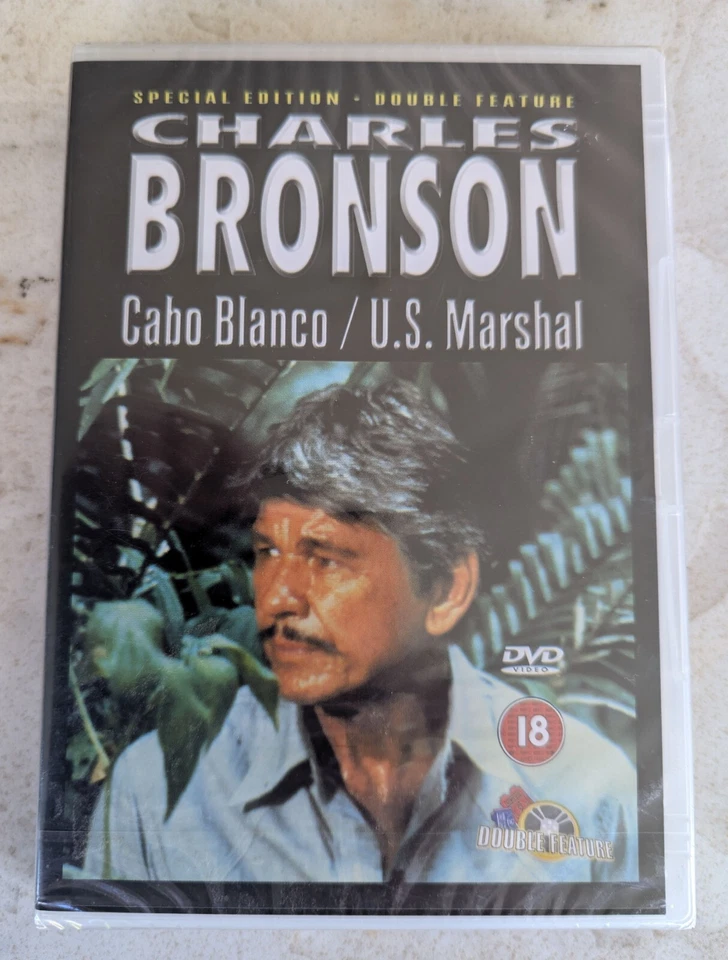 SPECIAL EDITION - DOUBLE FEATURE
CHARLES
BRONSON
Cabo Blanco / U.S. Marshal
DVD
VIDEO
18
DOUBLE FEATURE